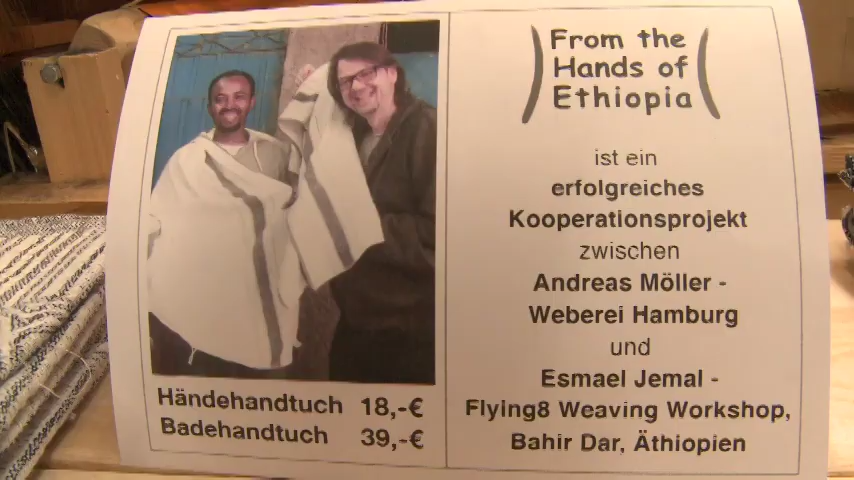 Händehandtuch 18,-€
Badehandtuch 39,-€
From the
Hands of
Ethiopia
ist ein
erfolgreiches
Kooperationsprojekt
zwischen
Andreas Möller -
Weberei Hamburg
und
Esmael Jemal -
Flying8 Weaving Workshop,
Bahir Dar, Äthiopien